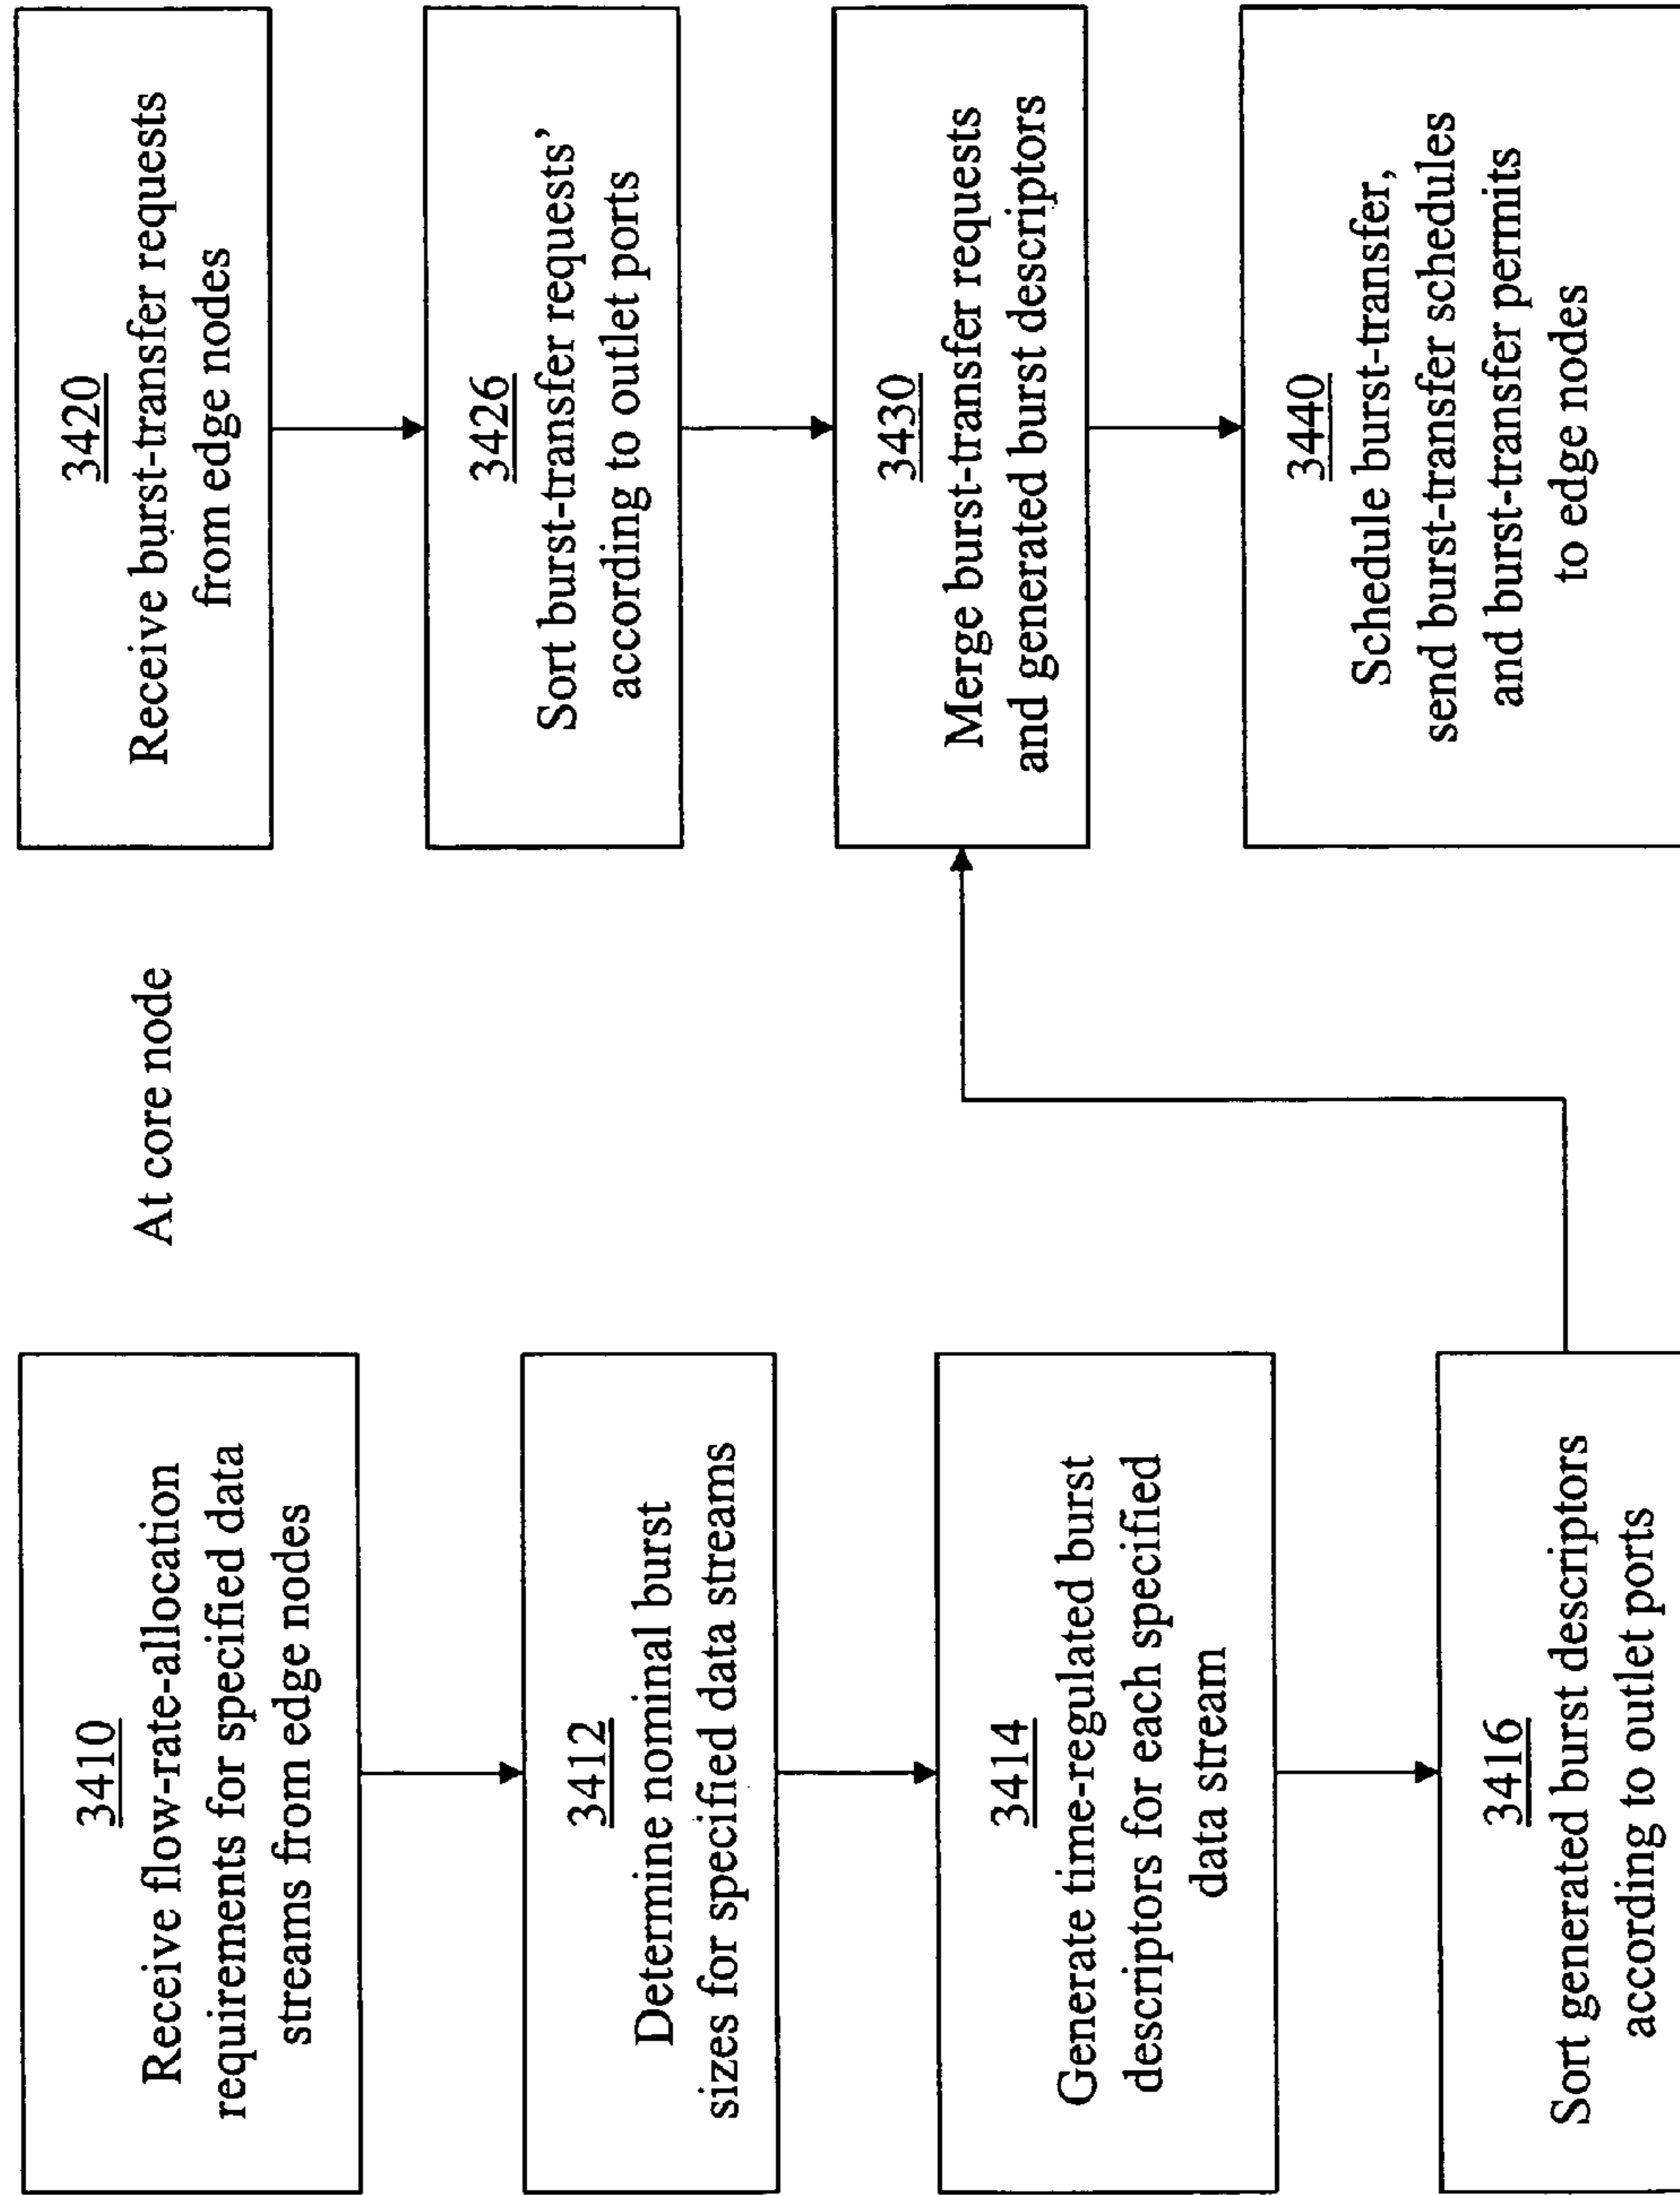 At core node
3410
Receive flow-rate-allocation
requirements for specified data
streams from edge nodes
3412
Determine nominal burst
sizes for specified data streams
3414
Generate time-regulated burst
descriptors for each specified
data stream
3416
Sort generated burst descriptors
according to outlet ports
3420
Receive burst-transfer requests
from edge nodes
3426
Sort burst-transfer requests’
according to outlet ports
3430
Merge burst-transfer requests
and generated burst descriptors
3440
Schedule burst-transfer,
send burst-transfer schedules
and burst-transfer permits
to edge nodes